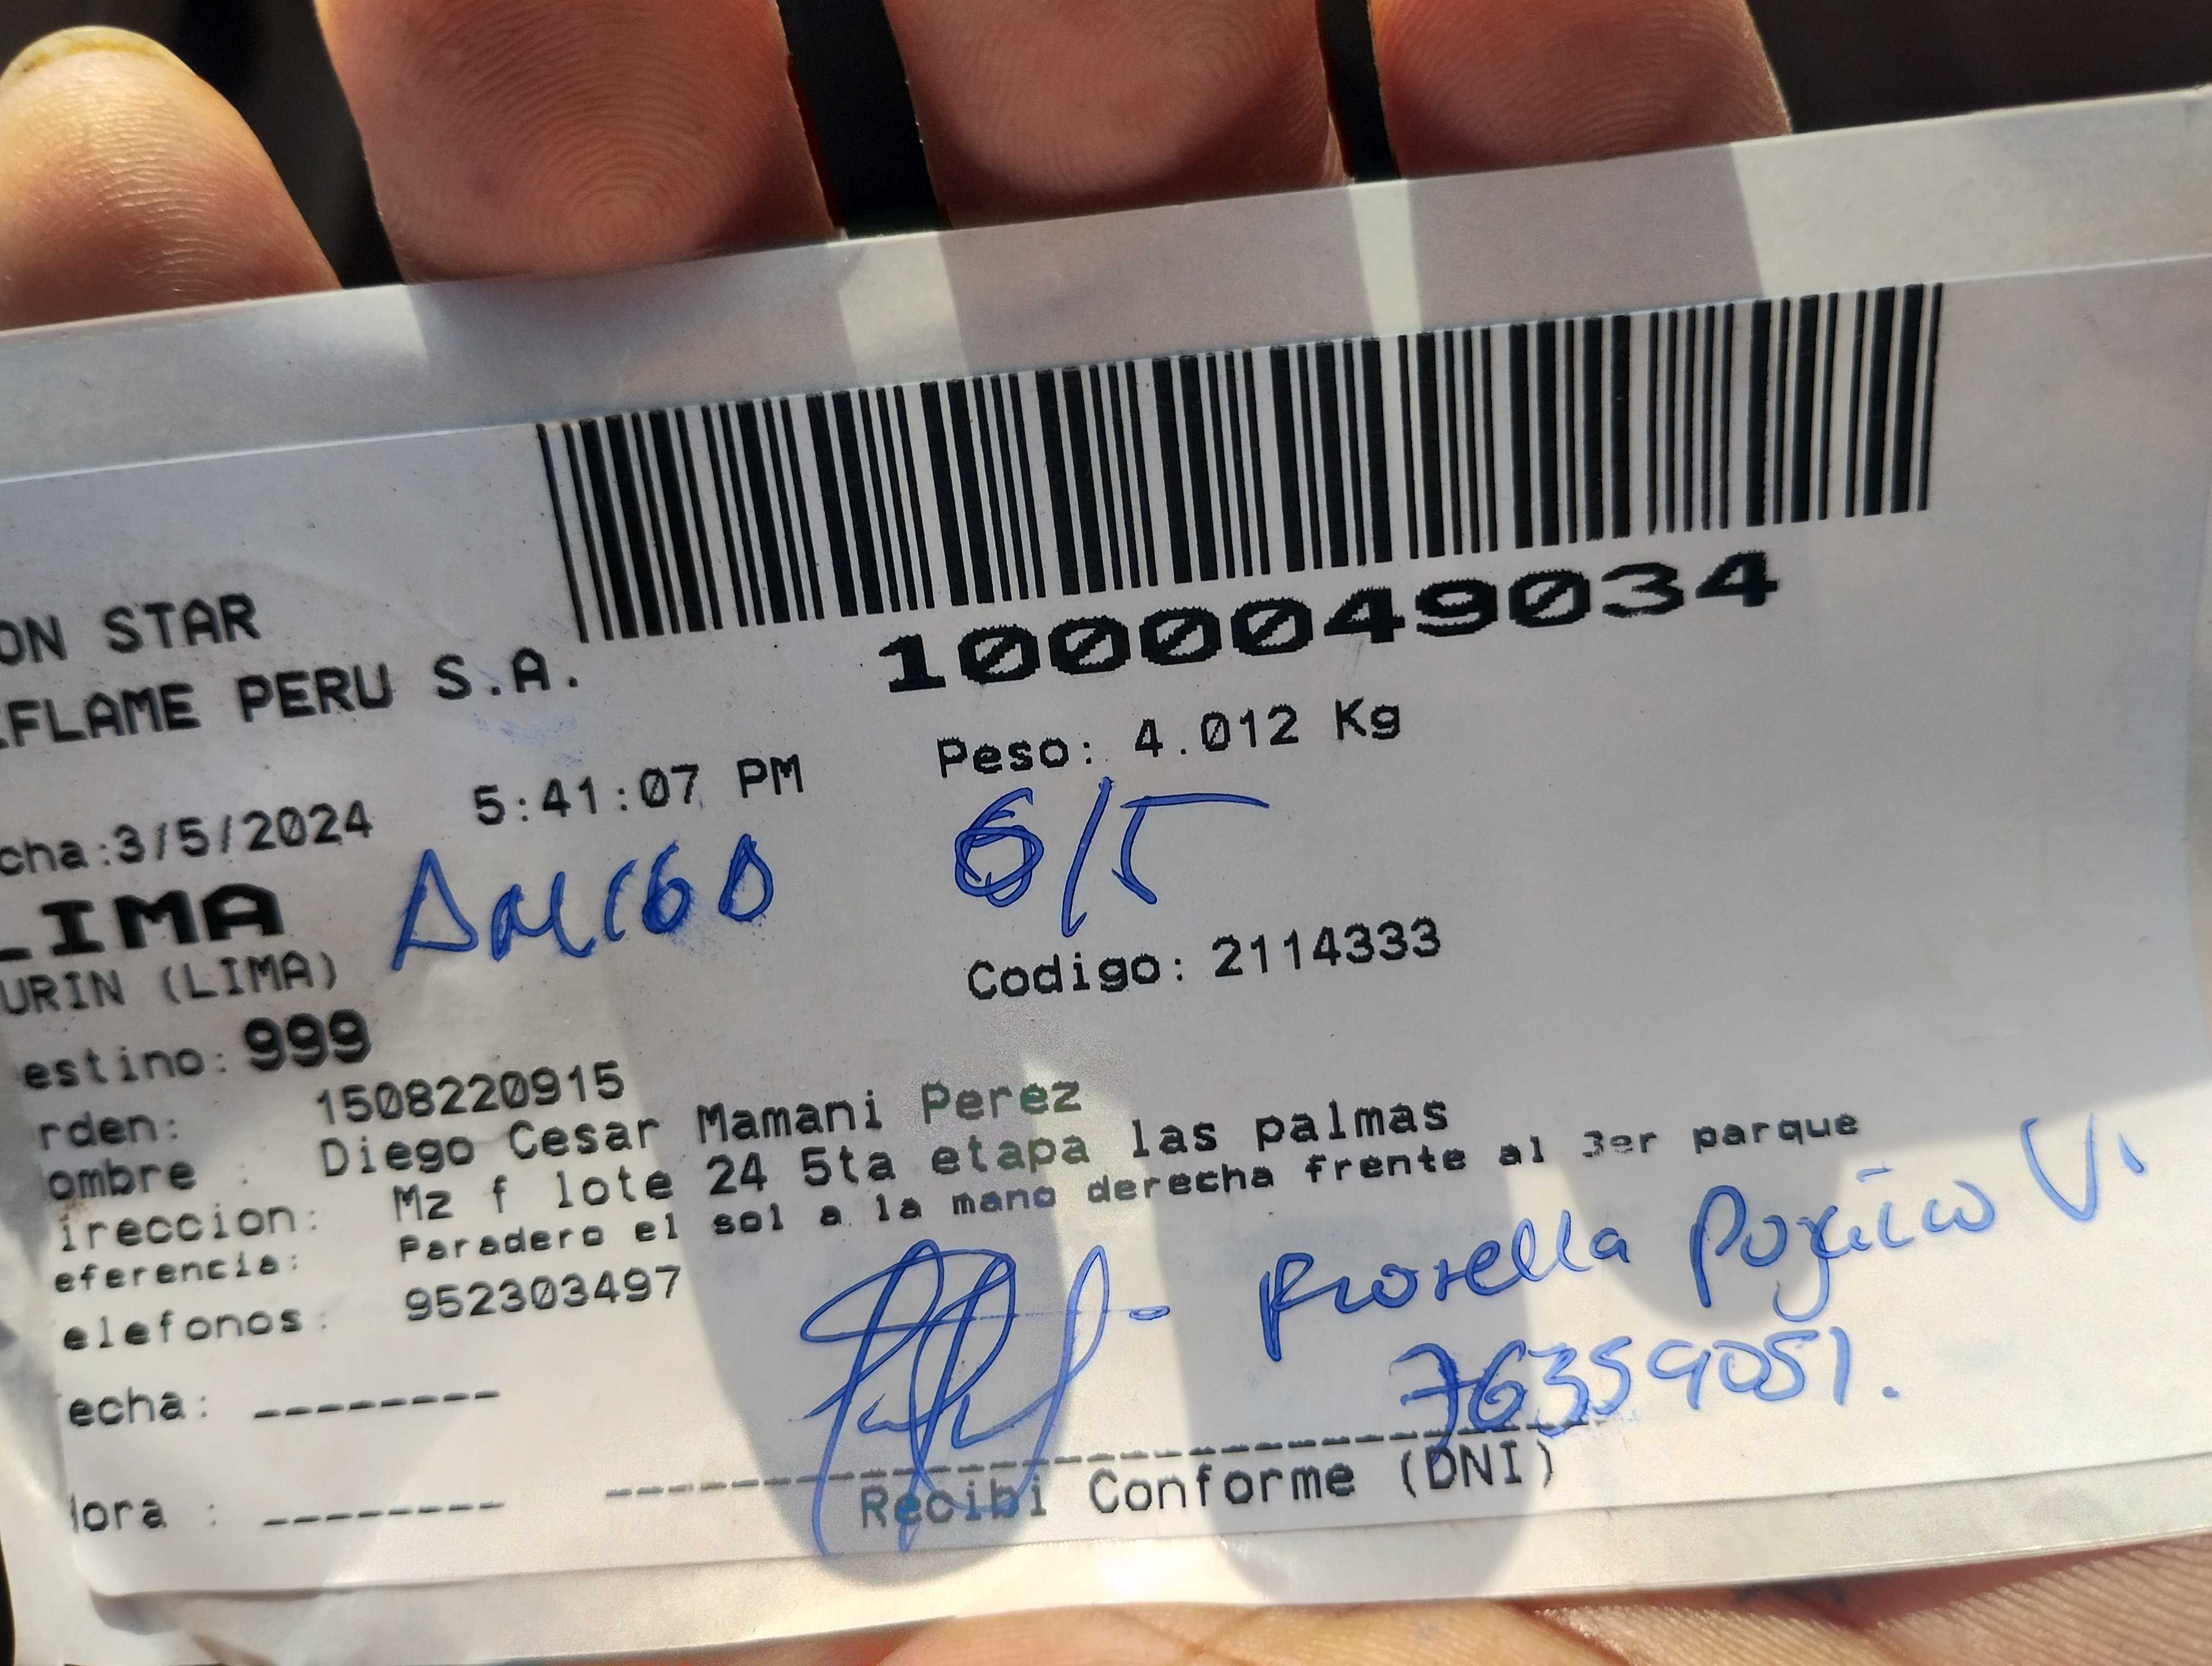 1000049034
ON STAR
IFLAME PERU S.A.
Peso: 4.012 Kg
cha:3/5/2024 5:41:07 PM
6/5
LIMA AMIGO
URIN (LIMA)
Codigo: 2114333
estino: 999
rden: 1508220915
ombre : Diego Cesar Mamani Perez
ireccion: Mz f lote 24 5ta etapa las palmas
eferencia: Paradero el sol a la mano derecha frente al 3er parque
elefonos: 952303497
V.
76359051.
echa: --------
Recibi Conforme (DNI)
lora : --------